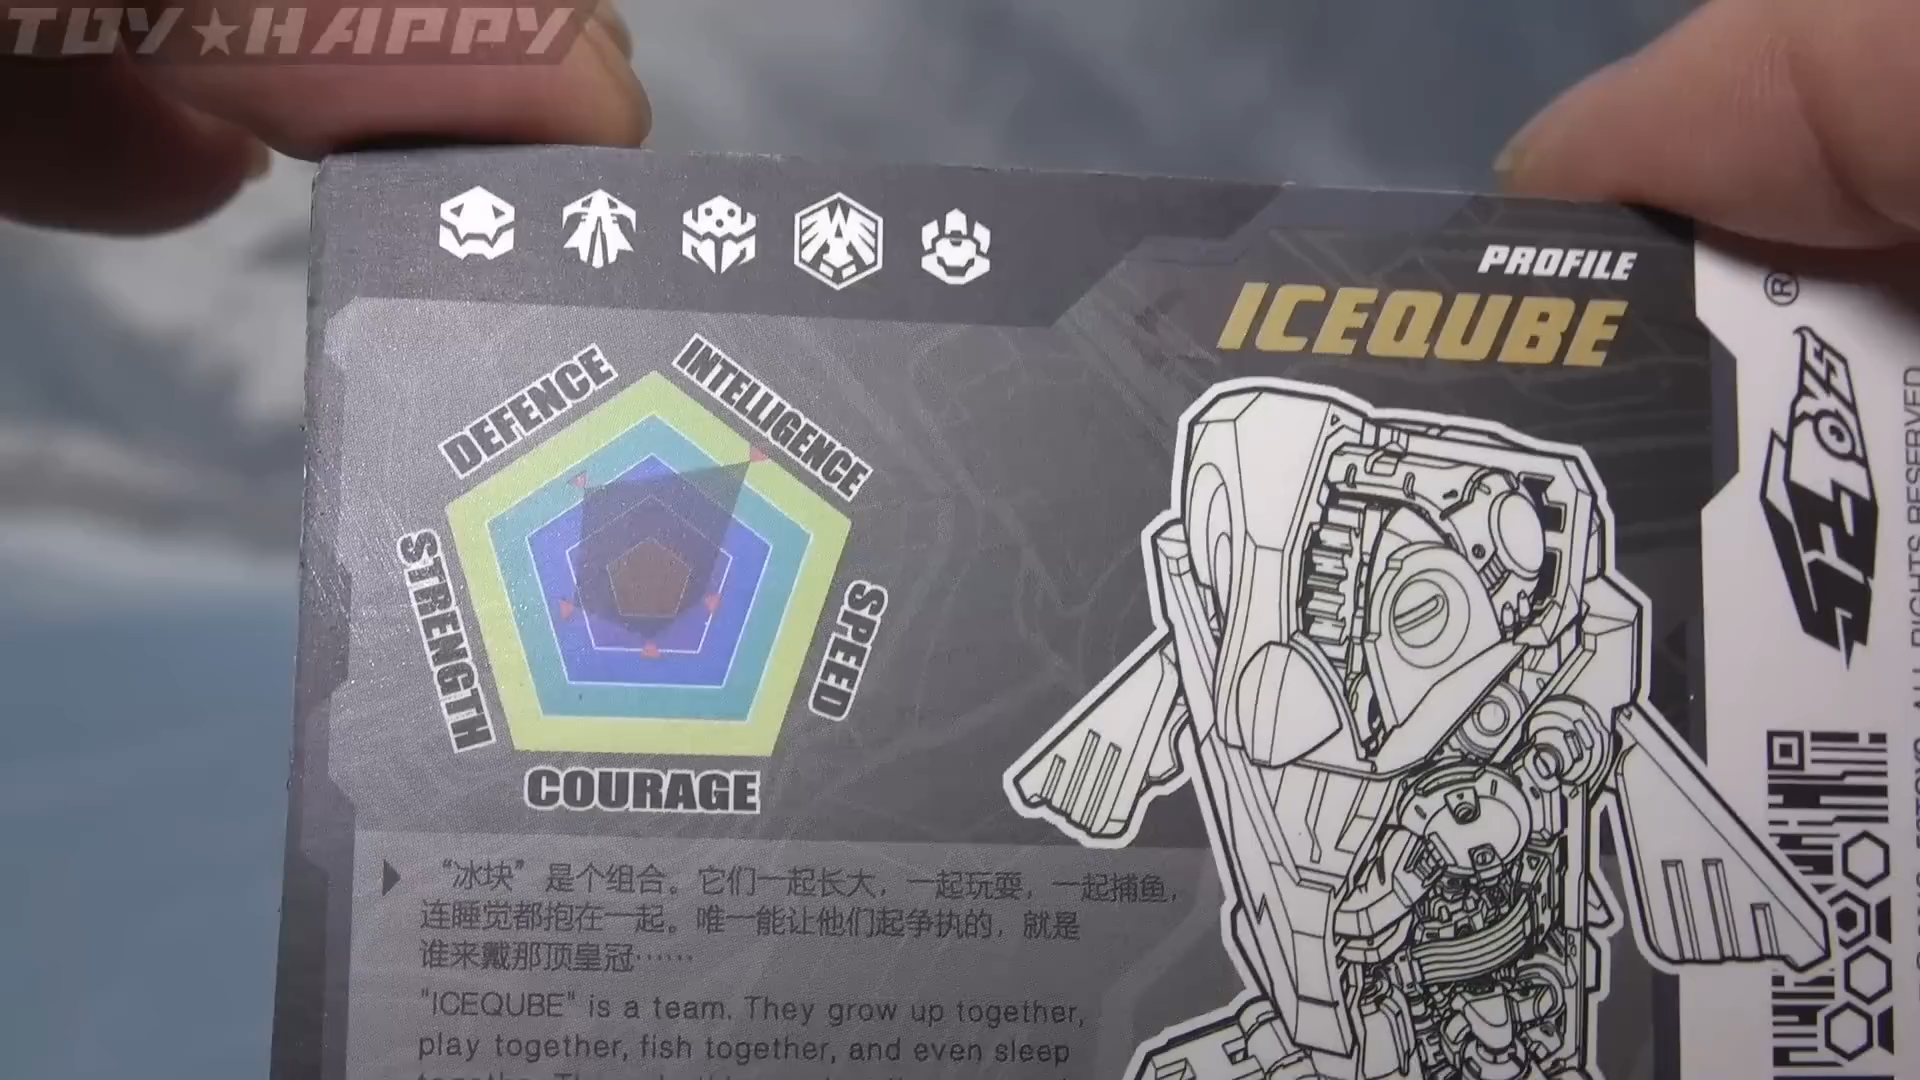 TOY★HAPPY
PROFILE
ICEQUBE
DEFENCE
INTELLIGENCE
STRENGTH
SPEED
COURAGE
“冰块”是个组合。它们一起长大，一起玩耍，一起捕鱼，
连睡觉都抱在一起。唯一能让他们起争执的，就是
谁来戴那顶皇冠……
"ICEQUBE" is a team. They grow up together,
play together, fish together, and even sleep
®
52TOYS
ALL RIGHTS RESERVED